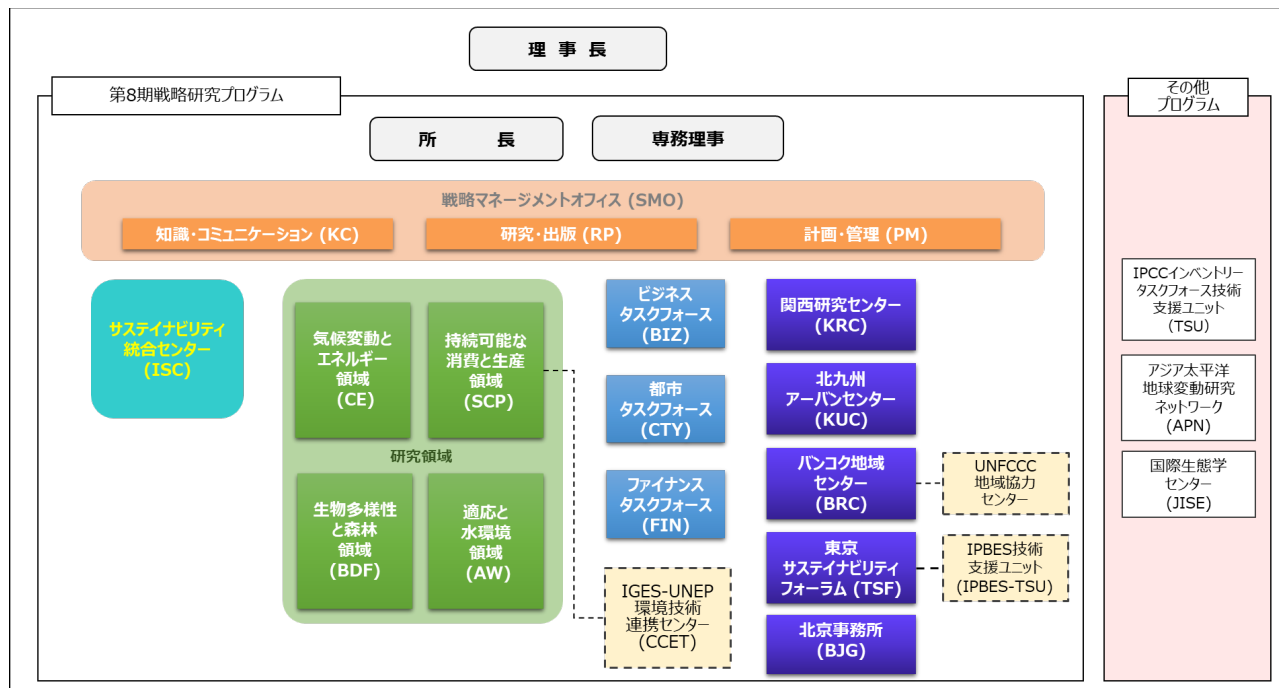 理 事 長
第8期戦略研究プログラム
所 長
専務理事
戦略マネージメントオフィス (SMO)
知識・コミュニケーション (KC)
研究・出版 (RP)
計画・管理 (PM)
サステイナビリティ
統合センター
(ISC)
気候変動と
エネルギー
領域
(CE)
持続可能な
消費と生産
領域
(SCP)
研究領域
生物多様性
と森林
領域
(BDF)
適応と
水環境
領域
(AW)
ビジネス
タスクフォース
(BIZ)
都市
タスクフォース
(CTY)
ファイナンス
タスクフォース
(FIN)
IGES-UNEP
環境技術
連携センター
(CCET)
関西研究センター
(KRC)
北九州
アーバンセンター
(KUC)
バンコク地域
センター
(BRC)
UNFCCC
地域協力
センター
東京
サステイナビリティ
フォーラム (TSF)
IPBES技術
支援ユニット
(IPBES-TSU)
北京事務所
(BJG)
その他
プログラム
IPCCインベントリー
タスクフォース技術
支援ユニット
(TSU)
アジア太平洋
地球変動研究
ネットワーク
(APN)
国際生態学
センター
(JISE)